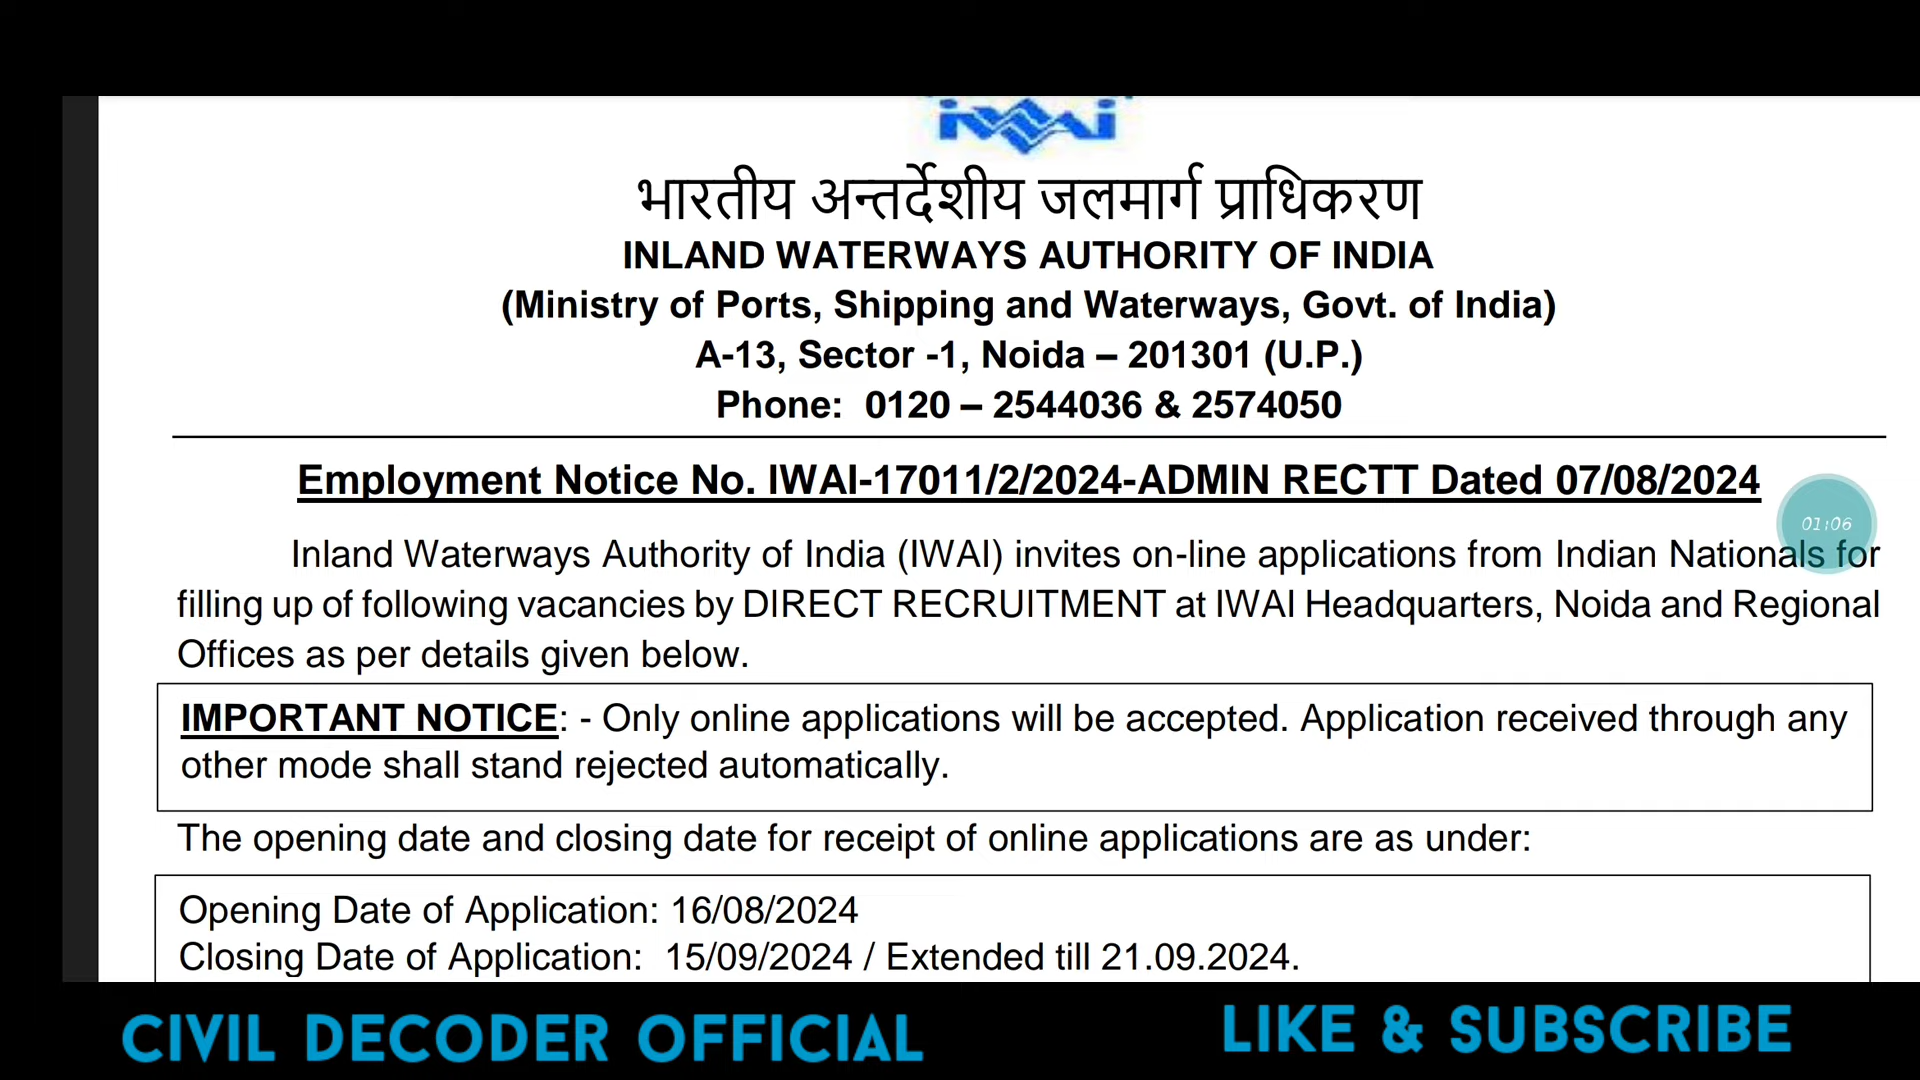 iWAi
भारतीय अन्तर्देशीय जलमार्ग प्राधिकरण
INLAND WATERWAYS AUTHORITY OF INDIA
(Ministry of Ports, Shipping and Waterways, Govt. of India)
A-13, Sector -1, Noida – 201301 (U.P.)
Phone:  0120 – 2544036 & 2574050
Employment Notice No. IWAI-17011/2/2024-ADMIN RECTT Dated 07/08/2024
01:06
Inland Waterways Authority of India (IWAI) invites on-line applications from Indian Nationals for
filling up of following vacancies by DIRECT RECRUITMENT at IWAI Headquarters, Noida and Regional
Offices as per details given below.
IMPORTANT NOTICE: - Only online applications will be accepted. Application received through any
other mode shall stand rejected automatically.
The opening date and closing date for receipt of online applications are as under:
Opening Date of Application: 16/08/2024
Closing Date of Application:  15/09/2024 / Extended till 21.09.2024.
CIVIL DECODER OFFICIAL
LIKE & SUBSCRIBE